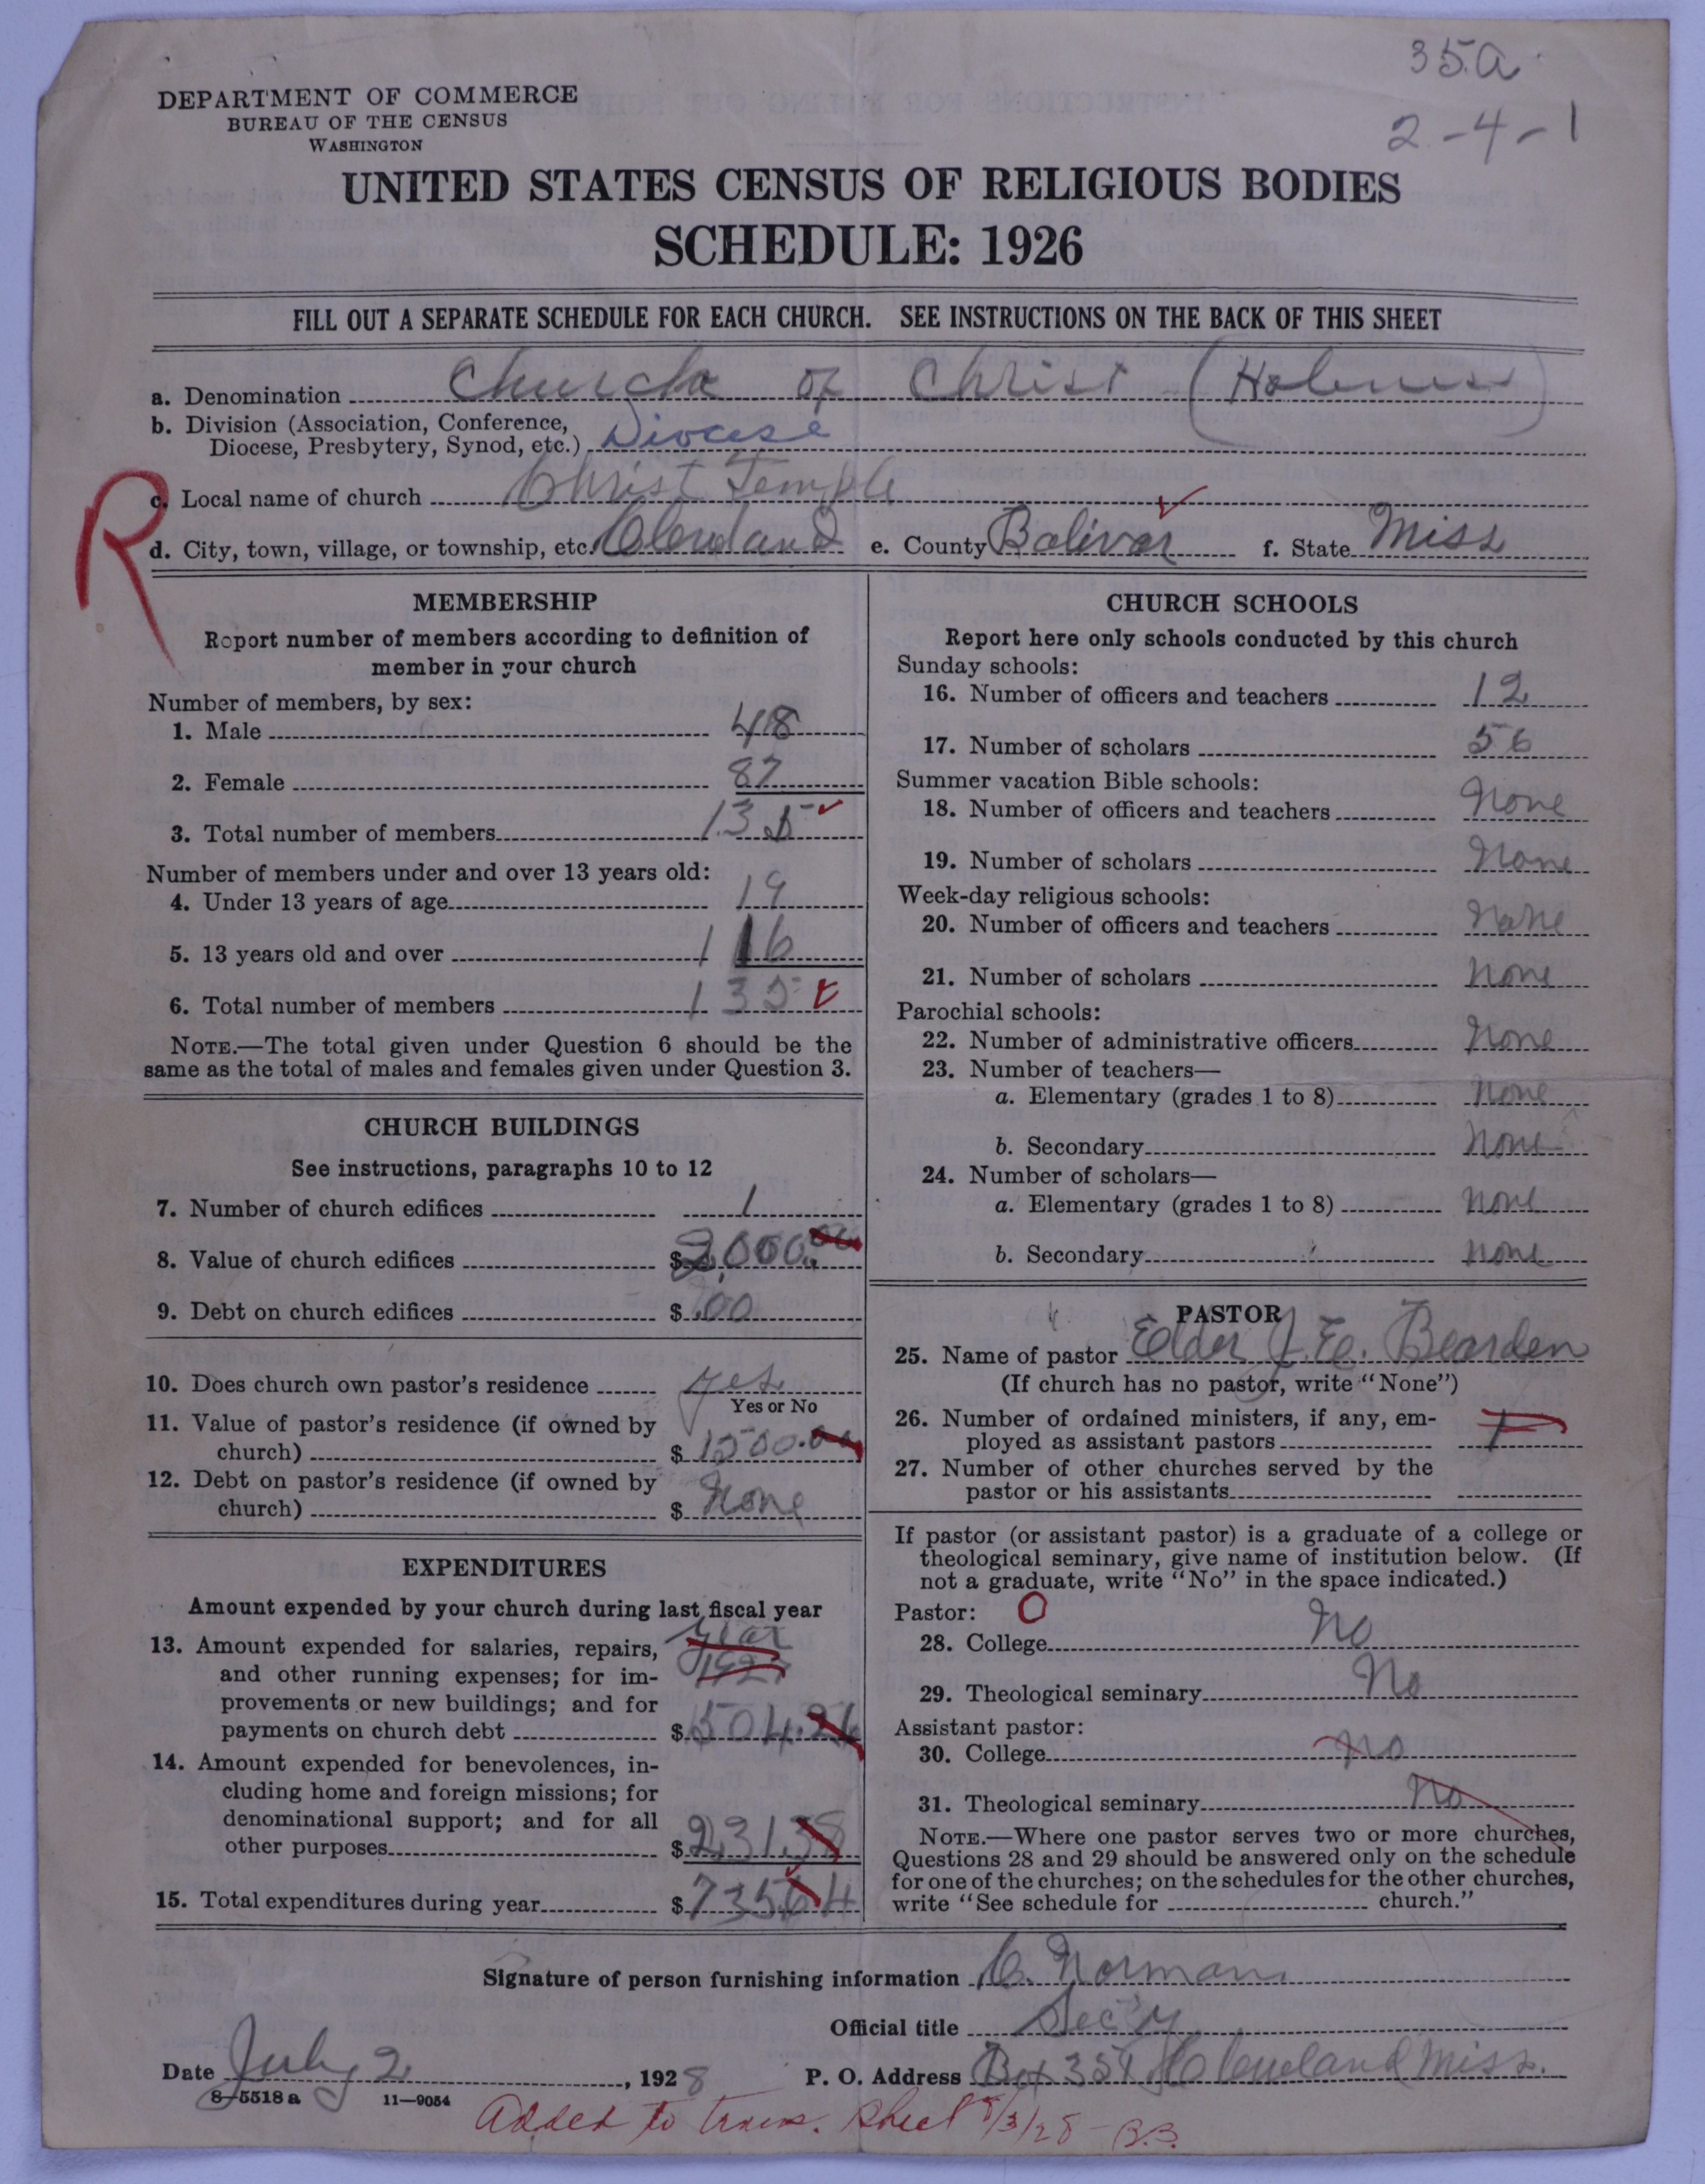 35a
2-4-1
DEPARTMENT OF COMMERCE
BUREAU OF THE CENSUS
WASHINGTON
UNITED STATES CENSUS OF RELIGIOUS BODIES
SCHEDULE: 1926
FILL OUT A SEPARATE SCHEDULE FOR EACH CHURCH. SEE INSTRUCTIONS ON THE BACK OF THIS SHEET
a. Denomination Church of Christ (Holiness)
b. Division (Association, Conference,
Diocese, Presbytery, Synod, etc.) Diocese
R
c. Local name of church Christ Temple
d. City, town, village, or township, etc. Cleveland e. County Bolivar f. State Miss
MEMBERSHIP
Report number of members according to definition of
member in your church
Number of members, by sex:
1. Male 48
2. Female 87
3. Total number of members 135
Number of members under and over 13 years old:
4. Under 13 years of age 19
5. 13 years old and over 116
6. Total number of members 135
NOTE.—The total given under Question 6 should be the
same as the total of males and females given under Question 3.
CHURCH BUILDINGS
See instructions, paragraphs 10 to 12
7. Number of church edifices 1
8. Value of church edifices $ 2,000.00
9. Debt on church edifices $ .00
10. Does church own pastor's residence yes
Yes or No
11. Value of pastor's residence (if owned by
church) $ 1500.00
12. Debt on pastor's residence (if owned by
church) $ None
EXPENDITURES
Amount expended by your church during last fiscal year
13. Amount expended for salaries, repairs, year
and other running expenses; for im- 1927
provements or new buildings; and for
payments on church debt $ 504.26
14. Amount expended for benevolences, in-
cluding home and foreign missions; for
denominational support; and for all
other purposes $ 231.38
15. Total expenditures during year $ 735.64
CHURCH SCHOOLS
Report here only schools conducted by this church
Sunday schools:
16. Number of officers and teachers 12
17. Number of scholars 56
Summer vacation Bible schools:
18. Number of officers and teachers None
19. Number of scholars None
Week-day religious schools:
20. Number of officers and teachers None
21. Number of scholars None
Parochial schools:
22. Number of administrative officers None
23. Number of teachers—
a. Elementary (grades 1 to 8) None
b. Secondary None
24. Number of scholars—
a. Elementary (grades 1 to 8) None
b. Secondary None
PASTOR
25. Name of pastor Elder Bearden
(If church has no pastor, write "None")
26. Number of ordained ministers, if any, em-
ployed as assistant pastors 1
27. Number of other churches served by the
pastor or his assistants
If pastor (or assistant pastor) is a graduate of a college or
theological seminary, give name of institution below. (If
not a graduate, write "No" in the space indicated.)
Pastor: O
28. College No
29. Theological seminary No
Assistant pastor:
30. College No
31. Theological seminary No
NOTE.—Where one pastor serves two or more churches,
Questions 28 and 29 should be answered only on the schedule
for one of the churches; on the schedules for the other churches,
write "See schedule for church."
Signature of person furnishing information C. Norman
Official title Sec'y
Date July 2, 1928 P. O. Address Box 351 Cleveland Miss.
8-5518 a 11-9054
Added to trans. sheet 8/3/28 - B.B.